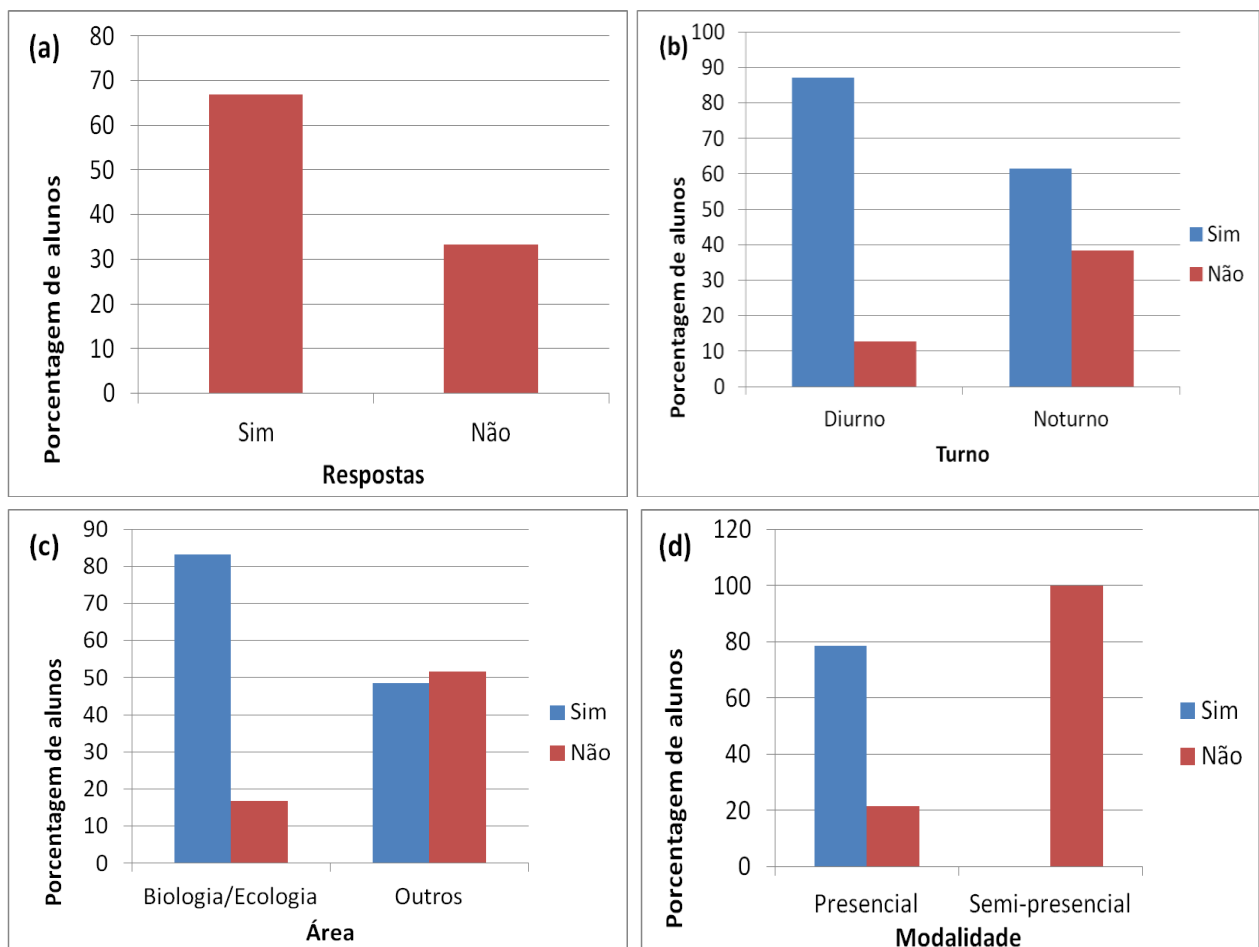 (a)
Porcentagem de alunos
80
70
60
50
40
30
20
10
0
Sim
Não
Respostas
(b)
Porcentagem de alunos
100
90
80
70
60
50
40
30
20
10
0
Diurno
Noturno
Turno
Sim
Não
(c)
Porcentagem de alunos
90
80
70
60
50
40
30
20
10
0
Biologia/Ecologia
Outros
Área
Sim
Não
(d)
Porcentagem de alunos
120
100
80
60
40
20
0
Presencial
Semi-presencial
Modalidade
Sim
Não